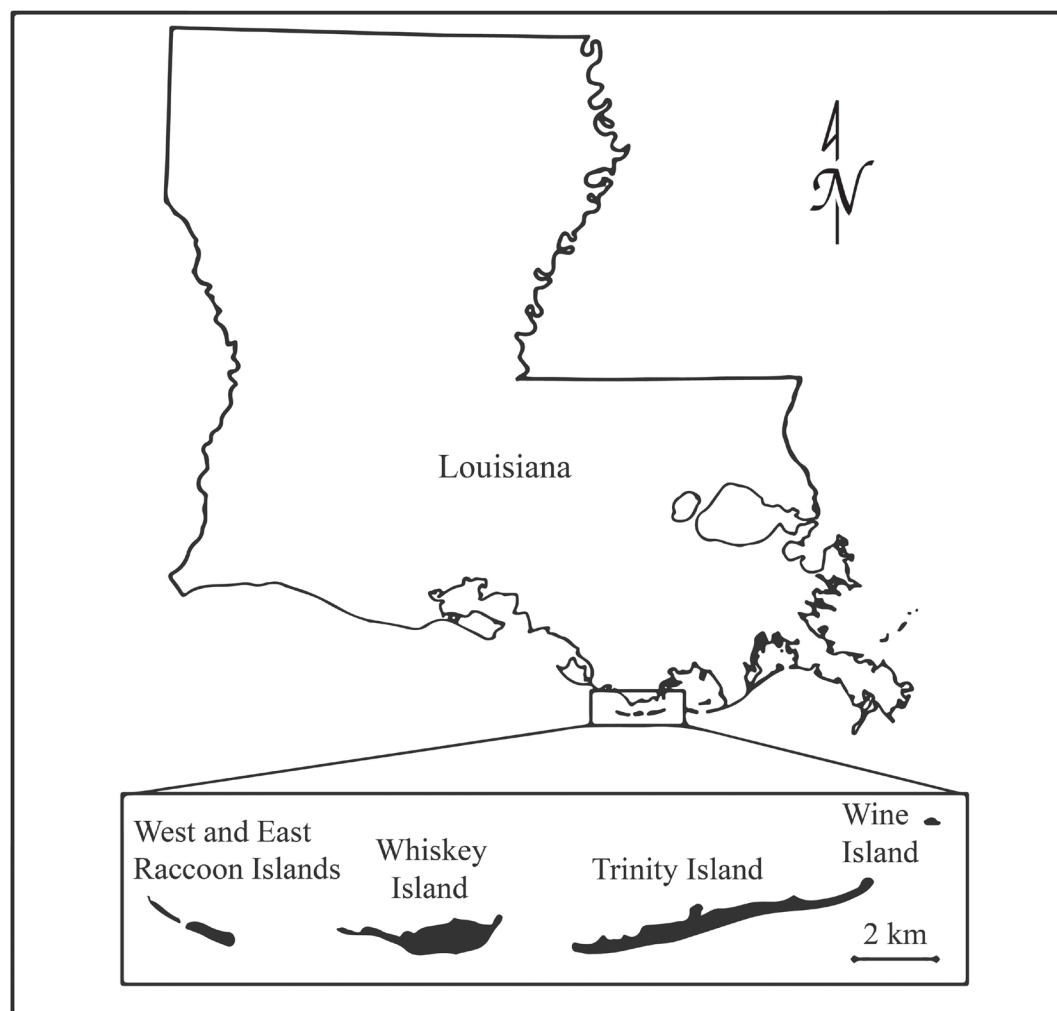 N
Louisiana
West and East
Raccoon Islands
Whiskey
Island
Trinity Island
Wine
Island
2 km